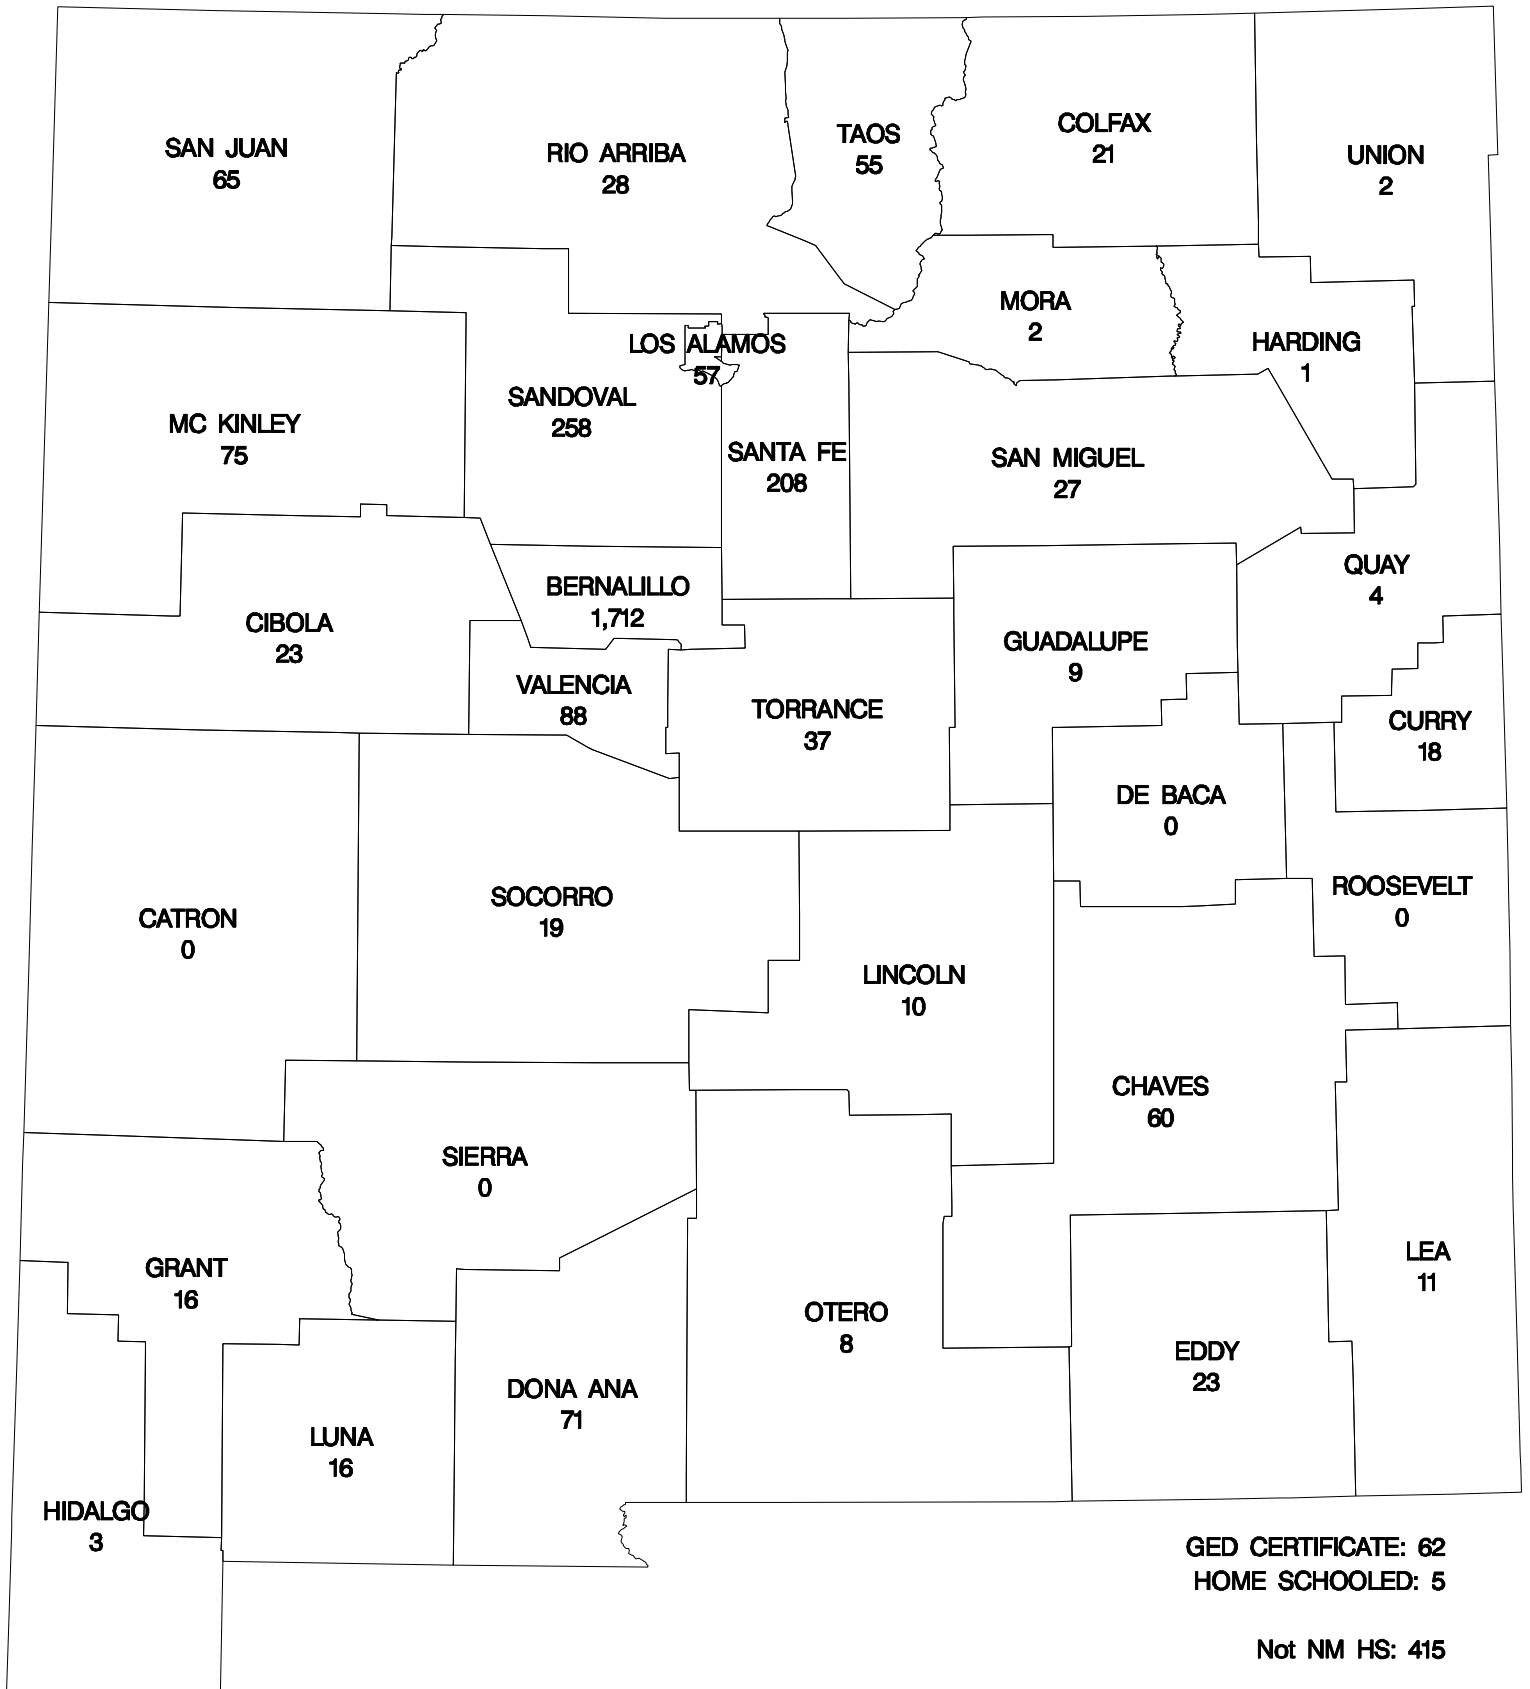 SAN JUAN
65
RIO ARRIBA
28
TAOS
55
COLFAX
21
UNION
2
MORA
2
HARDING
1
LOS ALAMOS
57
SANDOVAL
258
MC KINLEY
75
SANTA FE
208
SAN MIGUEL
27
QUAY
4
BERNALILLO
1,712
CIBOLA
23
GUADALUPE
9
VALENCIA
88
TORRANCE
37
CURRY
18
DE BACA
0
ROOSEVELT
0
SOCORRO
19
CATRON
0
LINCOLN
10
CHAVES
60
SIERRA
0
LEA
11
GRANT
16
OTERO
8
EDDY
23
DONA ANA
71
LUNA
16
HIDALGO
3
GED CERTIFICATE: 62
HOME SCHOOLED: 5
Not NM HS: 415